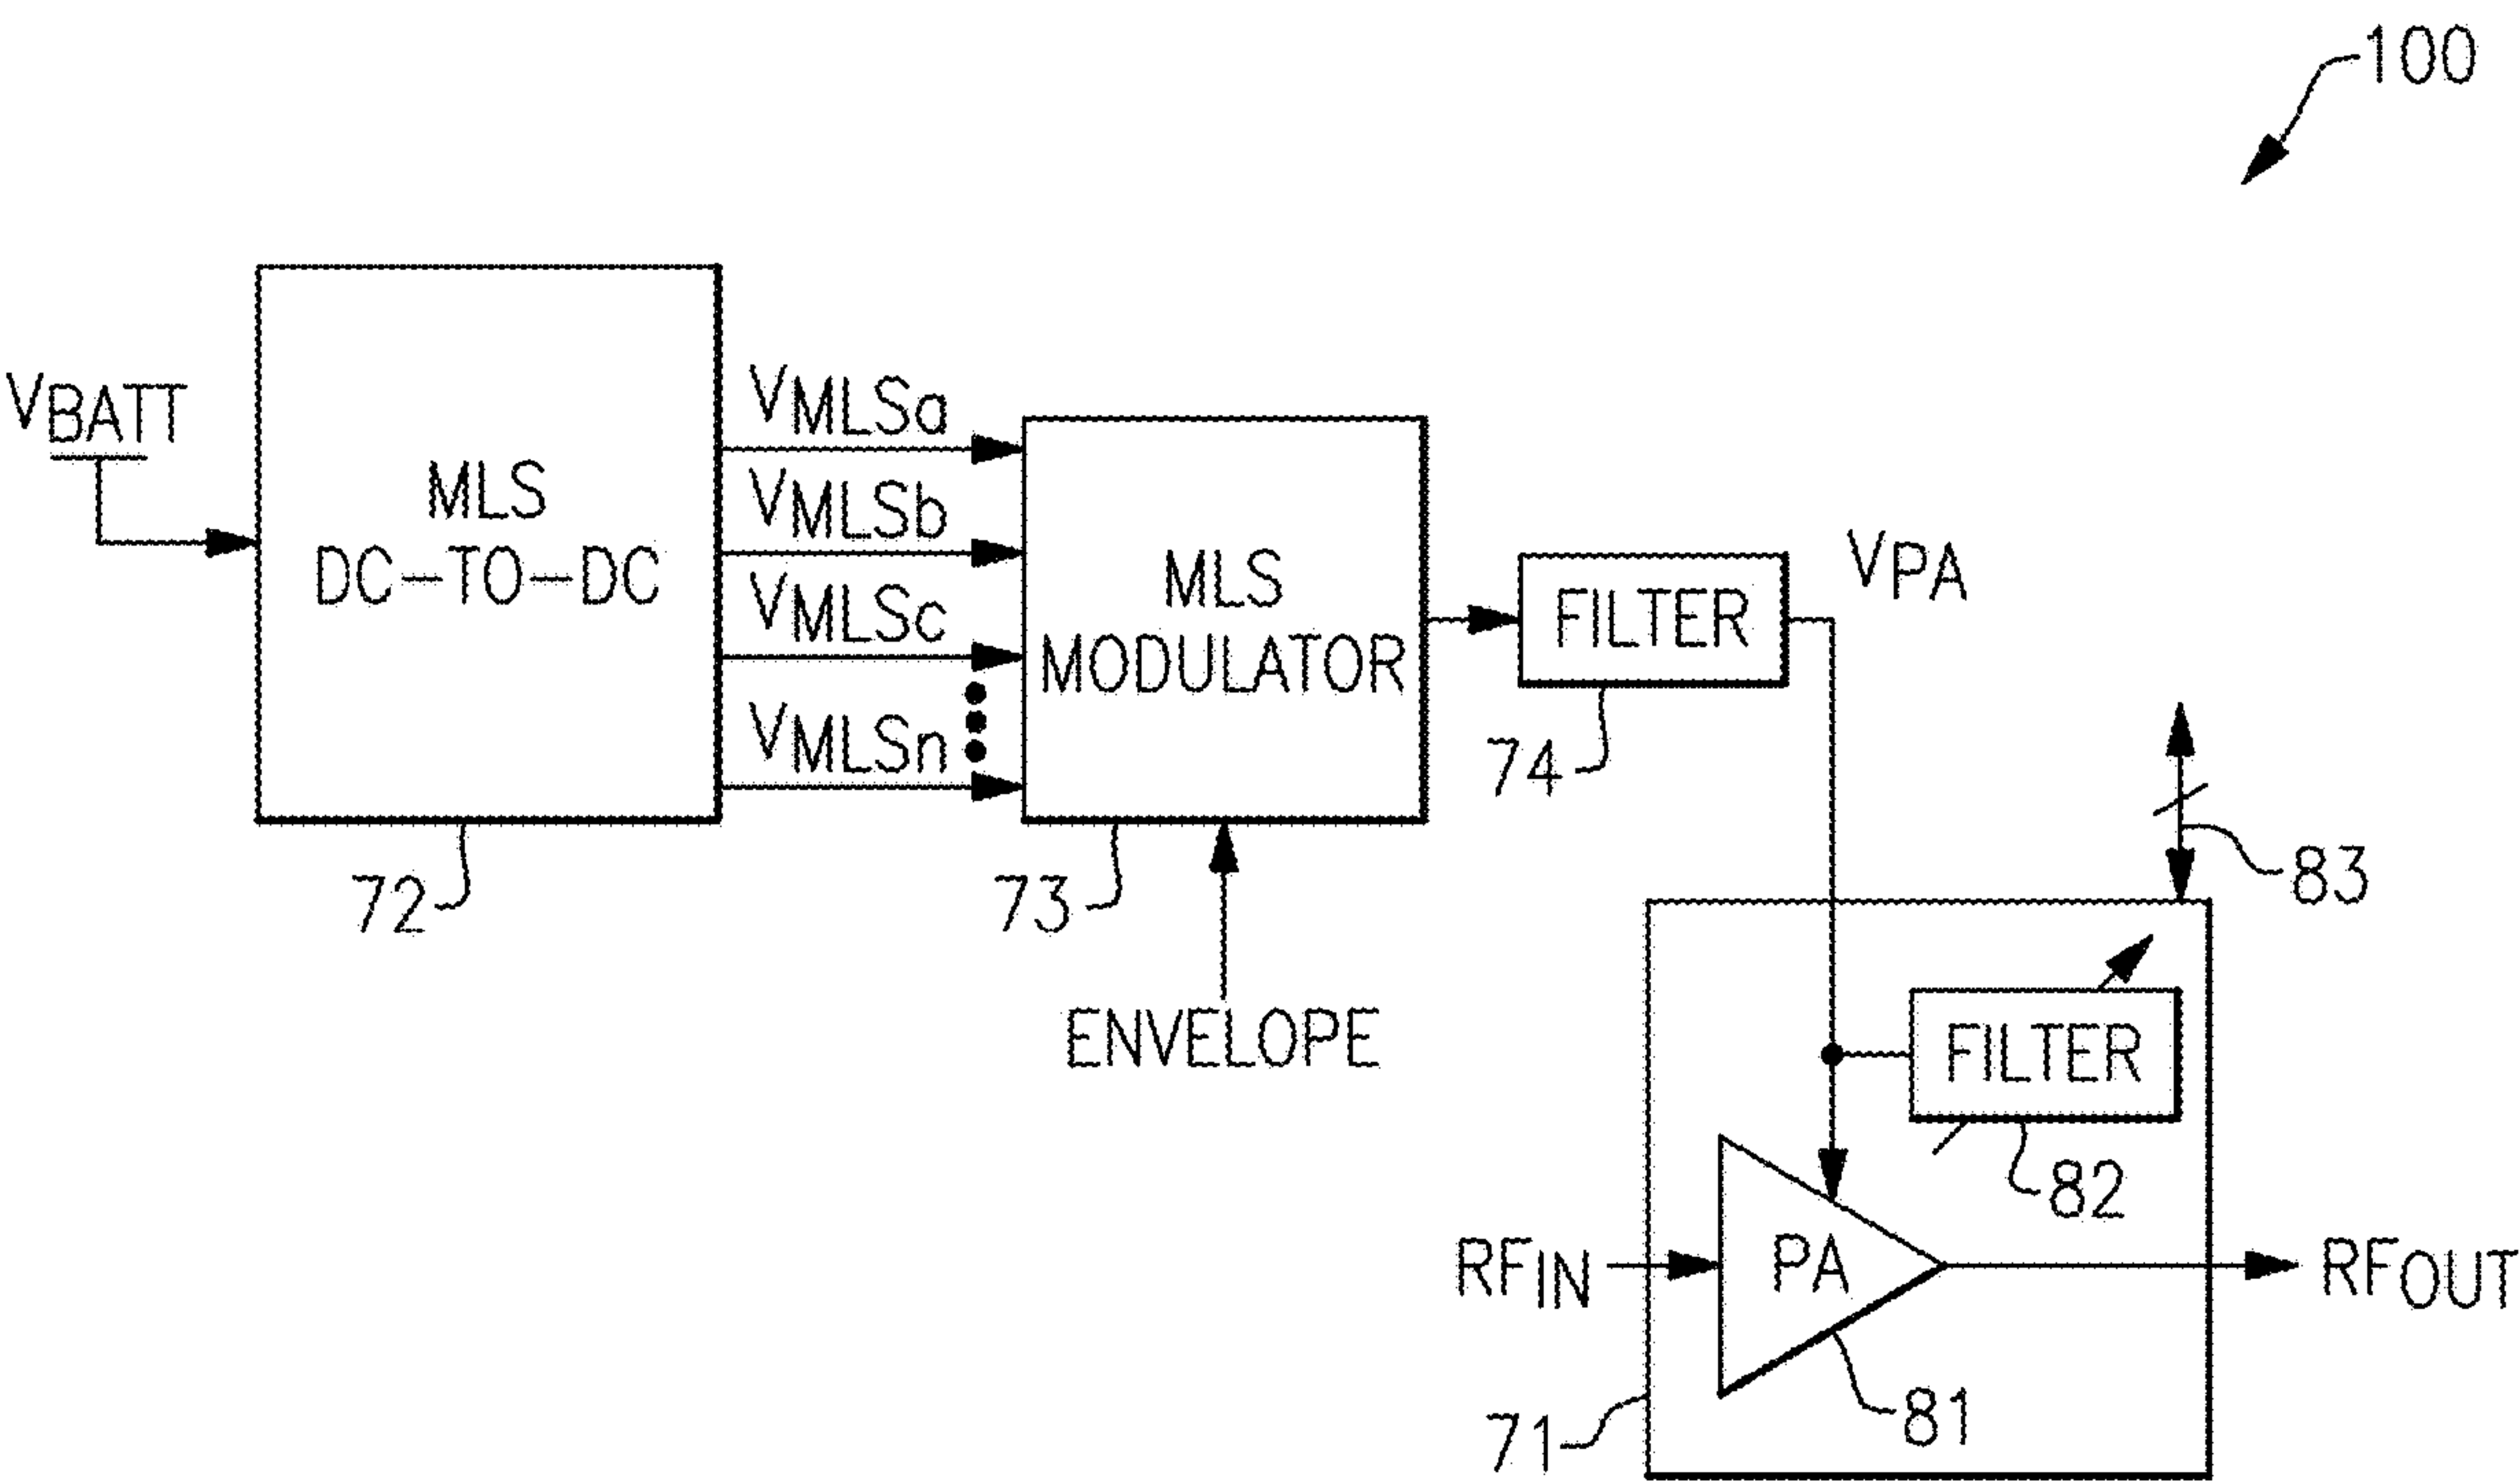 100
VBATT
MLS
DC-TO-DC
72
VMLSa
VMLSb
VMLSc
VMLSn
MLS
MODULATOR
73
ENVELOPE
FILTER
74
VPA
83
FILTER
82
RFIN
PA
81
RFOUT
71